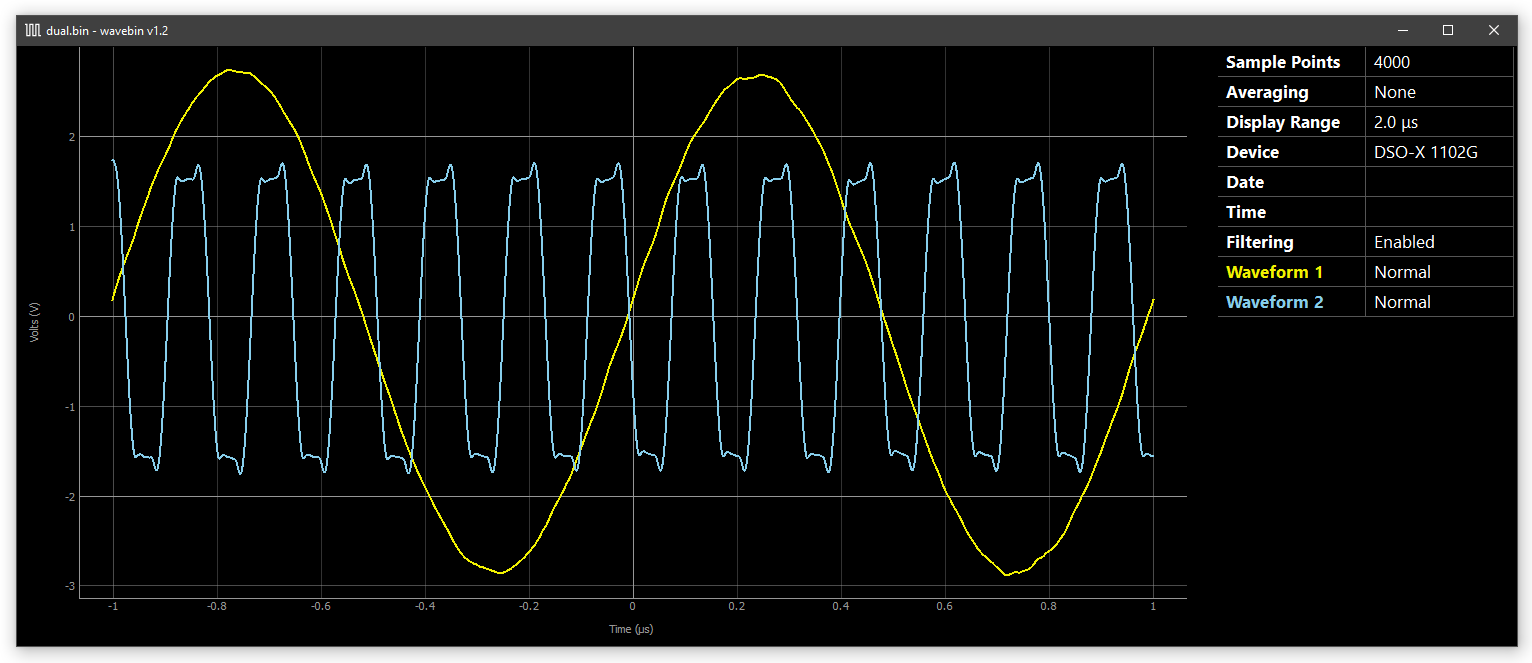 dual.bin - wavebin v1.2
Sample Points 4000
Averaging None
Display Range 2.0 µs
Device DSO-X 1102G
Date
Time
Filtering Enabled
Waveform 1 Normal
Waveform 2 Normal
Volts (V)
2
1
0
-1
-2
-3
-1 -0.8 -0.6 -0.4 -0.2 0 0.2 0.4 0.6 0.8 1
Time (µs)